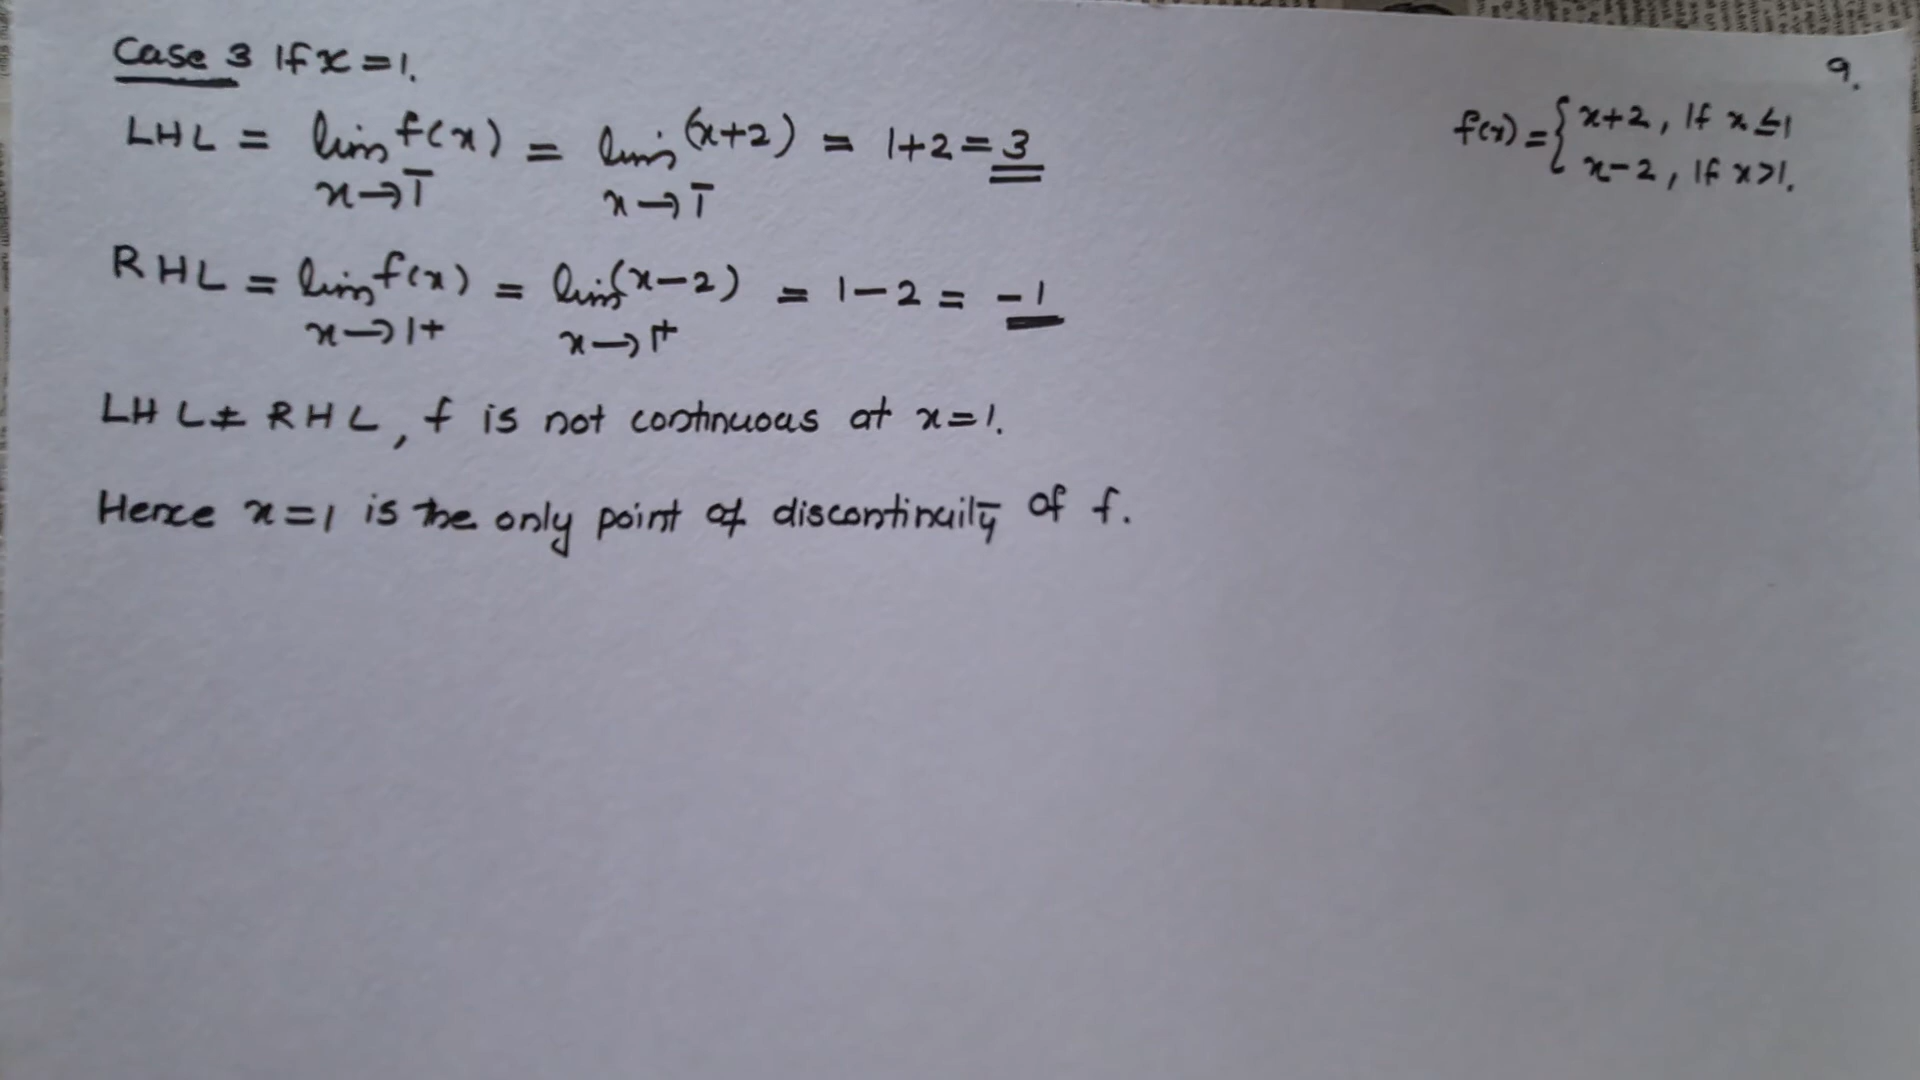 Case 3 If x = 1.
9.
f(x) = { x+2, If x ≤ 1
x-2, If x > 1.
LHL = lim f(x) = lim (x+2) = 1+2 = 3
x→1⁻ x→1⁻
RHL = lim f(x) = lim (x-2) = 1-2 = -1
x→1+ x→1+
LHL ≠ RHL, f is not continuous at x=1.
Hence x=1 is the only point of discontinuity of f.